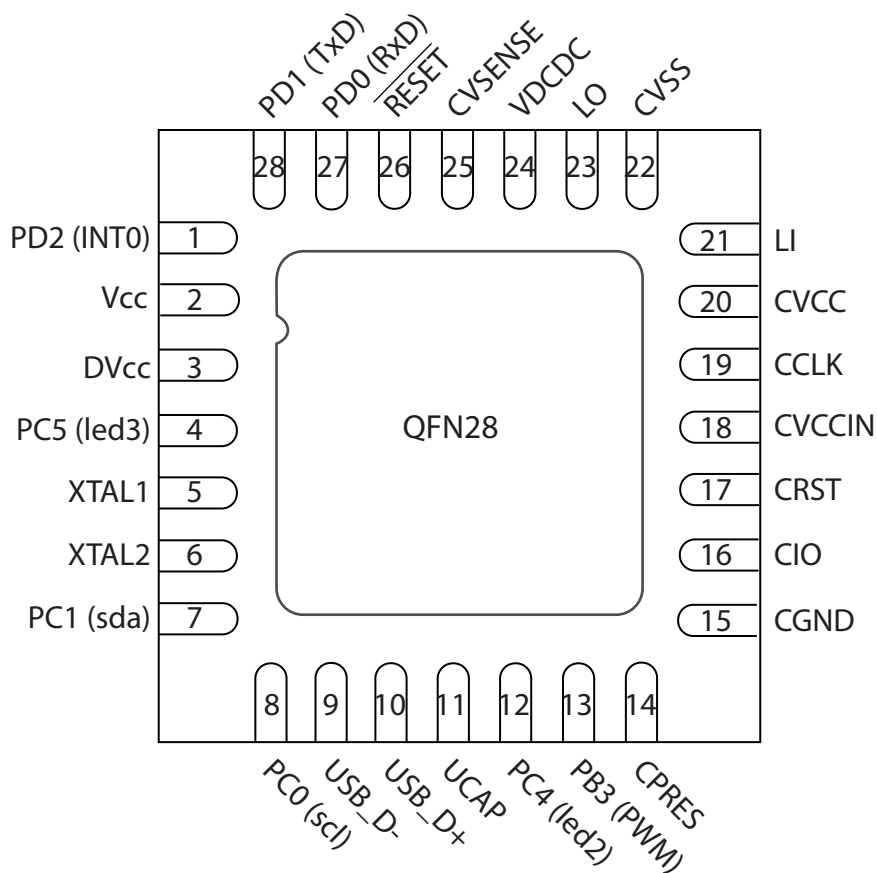 PD1 (TxD)
PD0 (RxD)
RESET
CVSENSE
VDCDC
LO
CVSS
28
27
26
25
24
23
22
PD2 (INT0)
1
Vcc
2
DVcc
3
PC5 (led3)
4
XTAL1
5
XTAL2
6
PC1 (sda)
7
QFN28
21
LI
20
CVCC
19
CCLK
18
CVCCIN
17
CRST
16
CIO
15
CGND
8
9
10
11
12
13
14
PC0 (scl)
USB_D-
USB_D+
UCAP
PC4 (led2)
PB3 (PWM)
CPRES